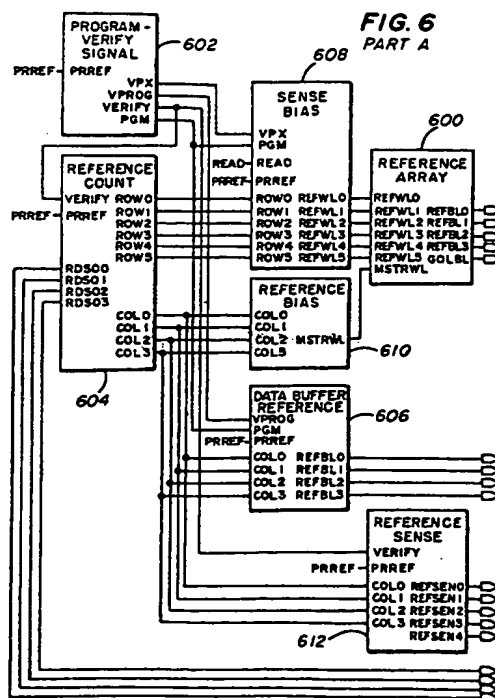 FIG. 6
PART A
PROGRAM-
VERIFY
SIGNAL
602
PRREF
PRREF
VPX
VPROG
VERIFY
PGM
608
SENSE
BIAS
VPX
PGM
READ
READ
PRREF
PRREF
ROW0 REFWL0
ROW1 REFWL1
ROW2 REFWL2
ROW3 REFWL3
ROW4 REFWL4
ROW5 REFWL5
600
REFERENCE
ARRAY
REFWL0
REFWL1 REFBL0
REFWL2 REFBL1
REFWL3 REFBL2
REFWL4 REFBL3
REFWL5 GOLBL
MSTRWL
REFERENCE
COUNT
VERIFY ROW0
PRREF
PRREF ROW1
ROW2
ROW3
ROW4
ROW5
RDSO0
RDSO1
RDSO2
RDSO3
COL0
COL1
COL2
COL3
604
REFERENCE
BIAS
COL0
COL1
COL2 MSTRWL
COL5
610
DATA BUFFER
REFERENCE
606
VPROG
PGM
PRREF
PRREF
COL0 REFBL0
COL1 REFBL1
COL2 REFBL2
COL3 REFBL3
REFERENCE
SENSE
VERIFY
PRREF
PRREF
COL0 REFSEN0
COL1 REFSEN1
COL2 REFSEN2
COL3 REFSEN3
REFSEN4
612